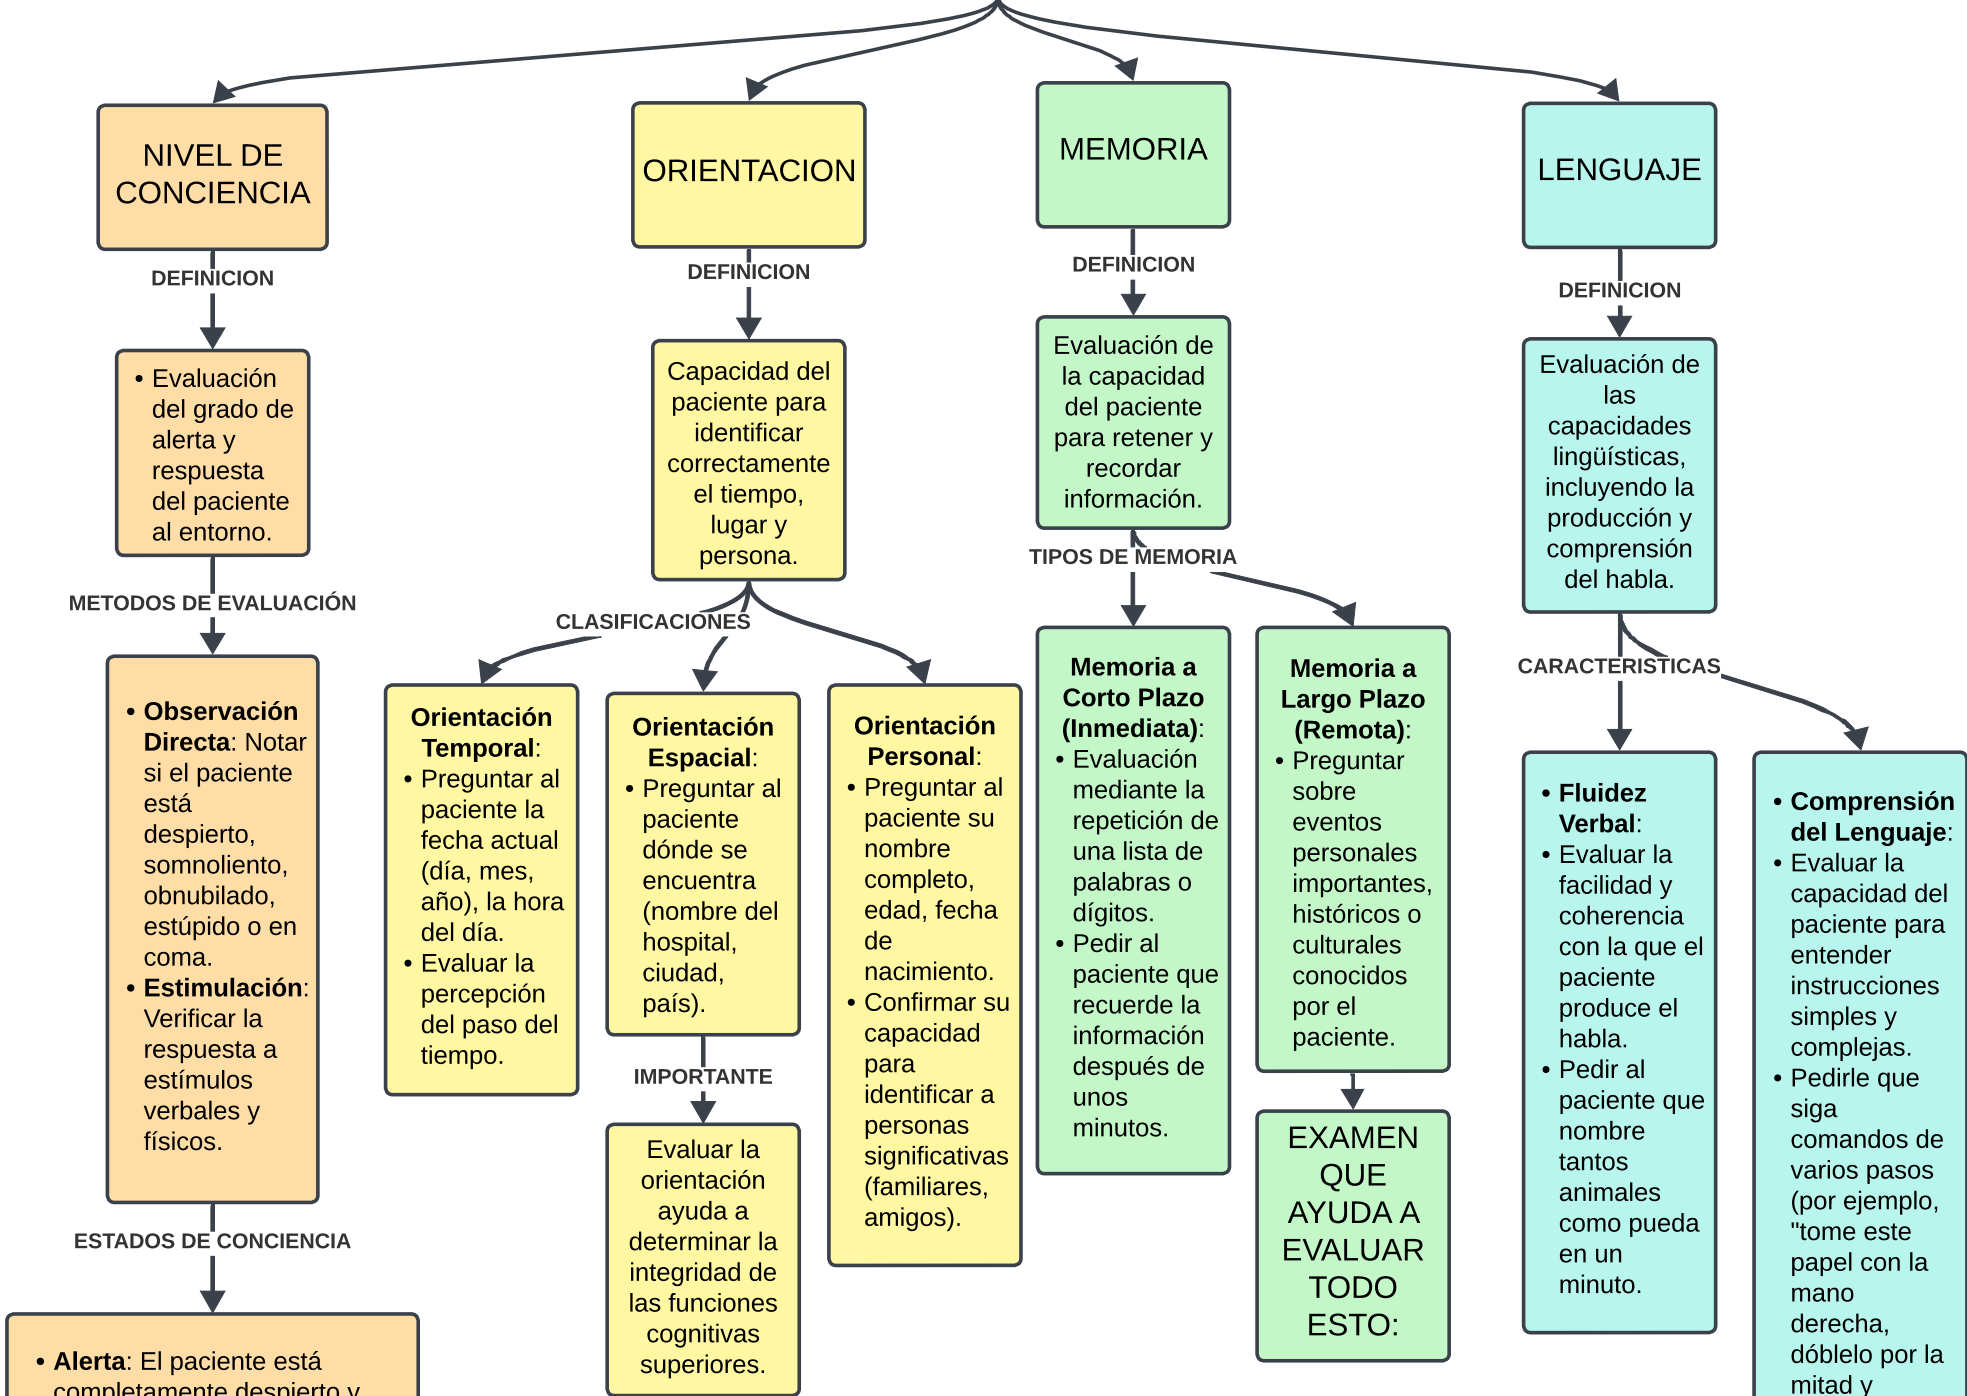 NIVEL DE
CONCIENCIA
DEFINICION
• Evaluación
del grado de
alerta y
respuesta
del paciente
al entorno.
METODOS DE EVALUACIÓN
• Observación
Directa: Notar
si el paciente
está
despierto,
somnoliento,
obnubilado,
estúpido o en
coma.
• Estimulación:
Verificar la
respuesta a
estímulos
verbales y
físicos.
ESTADOS DE CONCIENCIA
• Alerta: El paciente está
completamente despierto y
ORIENTACION
DEFINICION
Capacidad del
paciente para
identificar
correctamente
el tiempo,
lugar y
persona.
CLASIFICACIONES
Orientación
Temporal:
• Preguntar al
paciente la
fecha actual
(día, mes,
año), la hora
del día.
• Evaluar la
percepción
del paso del
tiempo.
Orientación
Espacial:
• Preguntar al
paciente
dónde se
encuentra
(nombre del
hospital,
ciudad,
país).
IMPORTANTE
Evaluar la
orientación
ayuda a
determinar la
integridad de
las funciones
cognitivas
superiores.
Orientación
Personal:
• Preguntar al
paciente su
nombre
completo,
edad, fecha
de
nacimiento.
• Confirmar su
capacidad
para
identificar a
personas
significativas
(familiares,
amigos).
MEMORIA
DEFINICION
Evaluación de
la capacidad
del paciente
para retener y
recordar
información.
TIPOS DE MEMORIA
Memoria a
Corto Plazo
(Inmediata):
• Evaluación
mediante la
repetición de
una lista de
palabras o
dígitos.
• Pedir al
paciente que
recuerde la
información
después de
unos
minutos.
Memoria a
Largo Plazo
(Remota):
• Preguntar
sobre
eventos
personales
importantes,
históricos o
culturales
conocidos
por el
paciente.
EXAMEN
QUE
AYUDA A
EVALUAR
TODO
ESTO:
LENGUAJE
DEFINICION
Evaluación de
las
capacidades
lingüísticas,
incluyendo la
producción y
comprensión
del habla.
CARACTERISTICAS
• Fluidez
Verbal:
• Evaluar la
facilidad y
coherencia
con la que el
paciente
produce el
habla.
• Pedir al
paciente que
nombre
tantos
animales
como pueda
en un
minuto.
• Comprensión
del Lenguaje:
• Evaluar la
capacidad del
paciente para
entender
instrucciones
simples y
complejas.
• Pedirle que
siga
comandos de
varios pasos
(por ejemplo,
"tome este
papel con la
mano
derecha,
dóblelo por la
mitad y